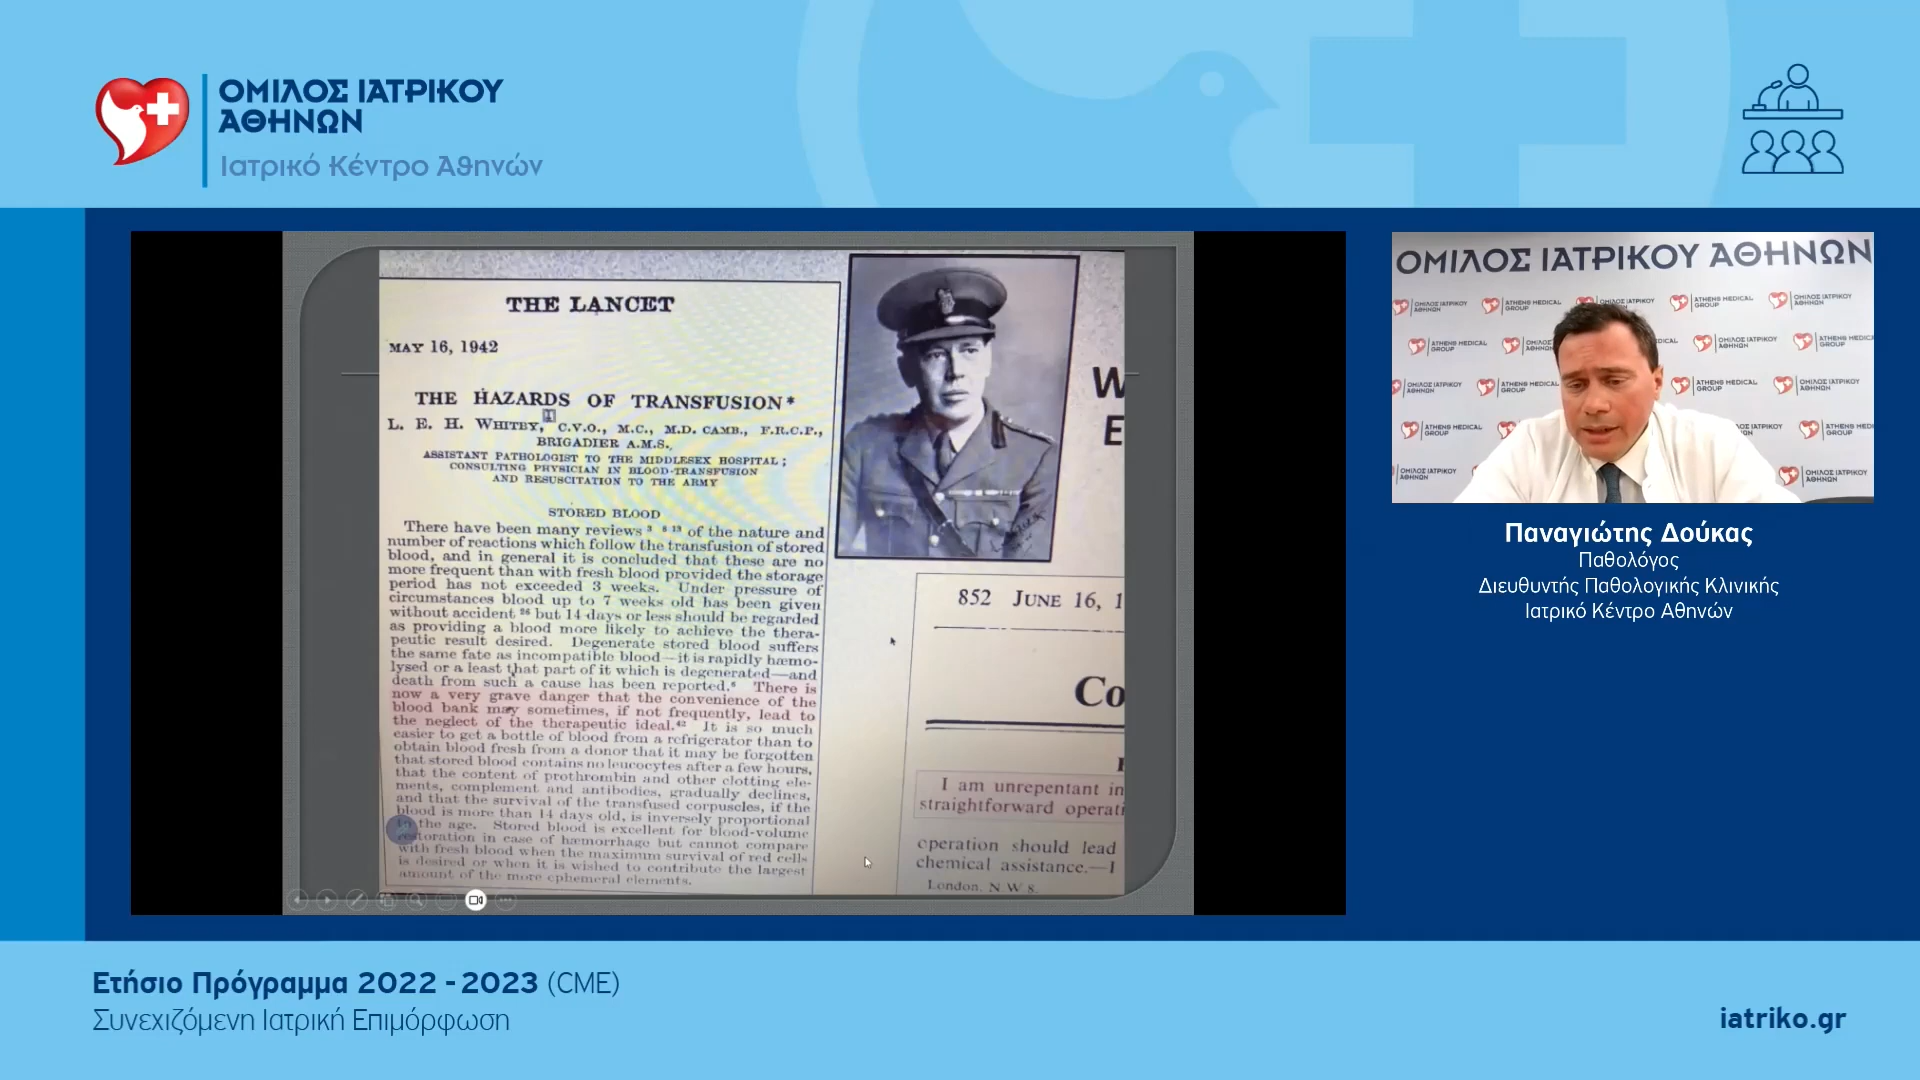 ΟΜΙΛΟΣ ΙΑΤΡΙΚΟΥ
ΑΘΗΝΩΝ
Ιατρικό Κέντρο Αθηνών
THE LANCET
MAY 16, 1942
THE HAZARDS OF TRANSFUSION*
L. E. H. WHITBY, C.V.O., M.C., M.D. CAMB., F.R.C.P.,
BRIGADIER A.M.S.,
ASSISTANT PATHOLOGIST TO THE MIDDLESEX HOSPITAL;
CONSULTING PHYSICIAN IN BLOOD-TRANSFUSION
AND RESUSCITATION TO THE ARMY
STORED BLOOD
There have been many reviews of the nature and
number of reactions which follow the transfusion of stored
blood, and in general it is concluded that these are no
more frequent than with fresh blood provided the storage
period has not exceeded 3 weeks. Under pressure of
circumstances blood up to 7 weeks old has been given
without accident but 14 days or less should be regarded
as providing a blood more likely to achieve the thera-
peutic result desired. Degenerate stored blood suffers
the same fate as incompatible blood—it is rapidly hæmo-
lysed or a least that part of it which is degenerated—and
death from such a cause has been reported. There is
now a very grave danger that the convenience of the
blood bank may sometimes, if not frequently, lead to
the neglect of the therapeutic ideal.⁴² It is so much
easier to get a bottle of blood from a refrigerator than to
obtain blood fresh from a donor that it may be forgotten
that stored blood contains no leucocytes after a few hours,
that the content of prothrombin and other clotting ele-
ments, complement and antibodies, gradually declines,
and that the survival of the transfused corpuscles, if the
blood is more than 14 days old, is inversely proportional
to the age. Stored blood is excellent for blood-volume
restoration in case of hæmorrhage but cannot compare
with fresh blood when the maximum survival of red cells
is desired or when it is wished to contribute the largest
amount of the more ephemeral elements.
W
E
852 JUNE 16, 1
Co
I am unrepentant in
straightforward operati
operation should lead
chemical assistance.—I
London, N W 8.
ΟΜΙΛΟΣ ΙΑΤΡΙΚΟΥ ΑΘΗΝΩΝ
Παναγιώτης Δούκας
Παθολόγος
Διευθυντής Παθολογικής Κλινικής
Ιατρικό Κέντρο Αθηνών
Ετήσιο Πρόγραμμα 2022 - 2023 (CME)
Συνεχιζόμενη Ιατρική Επιμόρφωση
iatriko.gr